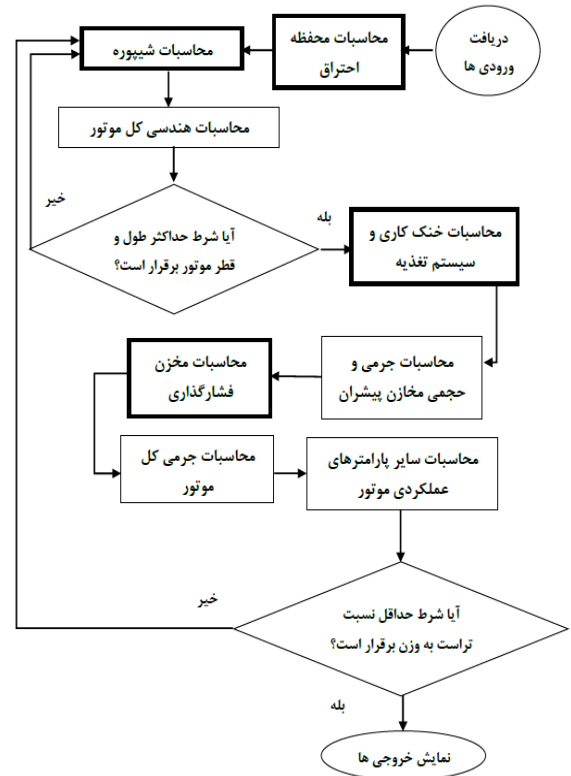 دریافت
ورودی ها
محاسبات محفظه
احتراق
محاسبات شیپوره
محاسبات هندسی کل موتور
آیا شرط حداکثر طول و
قطر موتور برقرار است؟
خیر
بله
محاسبات خنک کاری و
سیستم تغذیه
محاسبات جرمی و
حجمی مخازن پیشران
محاسبات مخزن
فشارگذاری
محاسبات جرمی کل
موتور
محاسبات سایر پارامترهای
عملکردی موتور
آیا شرط حداقل نسبت
تراست به وزن برقرار است؟
خیر
بله
نمایش خروجی ها